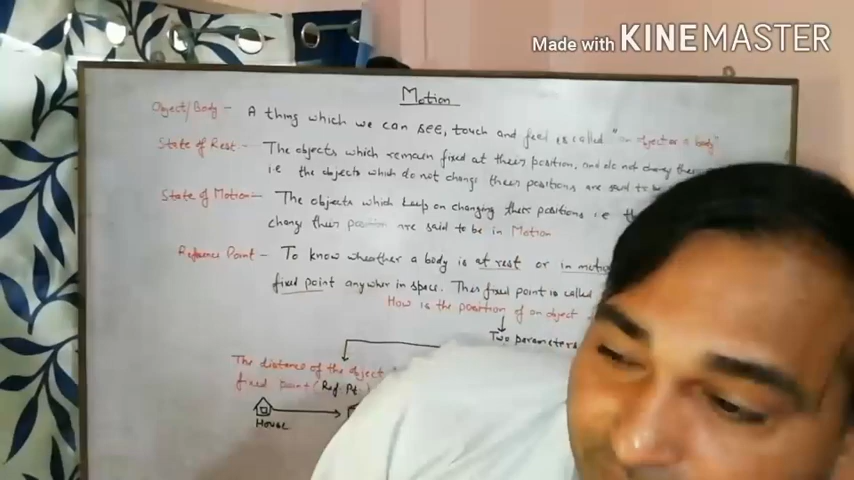 Made with KINEMASTER
Motion
Object/Body - A thing which we can see, touch and feel is called "an object or a body"
State of Rest - The objects which remain fixed at their position, and do not change their
i.e the objects which do not change their positions are said to be
State of Motion - The objects which keep on changing their positions i.e
change their position are said to be in Motion
Reference Point - To know wheather a body is at rest or in motion
fixed point anywher in space. This fixed point is called
How is the position of an object
Two parameters
The distance of the object
fixed point (Ref. Pt.)
House